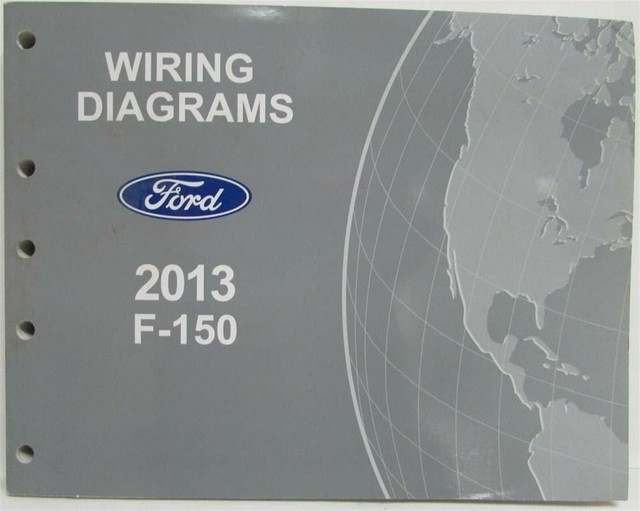 WIRING
DIAGRAMS
Ford
2013
F-150